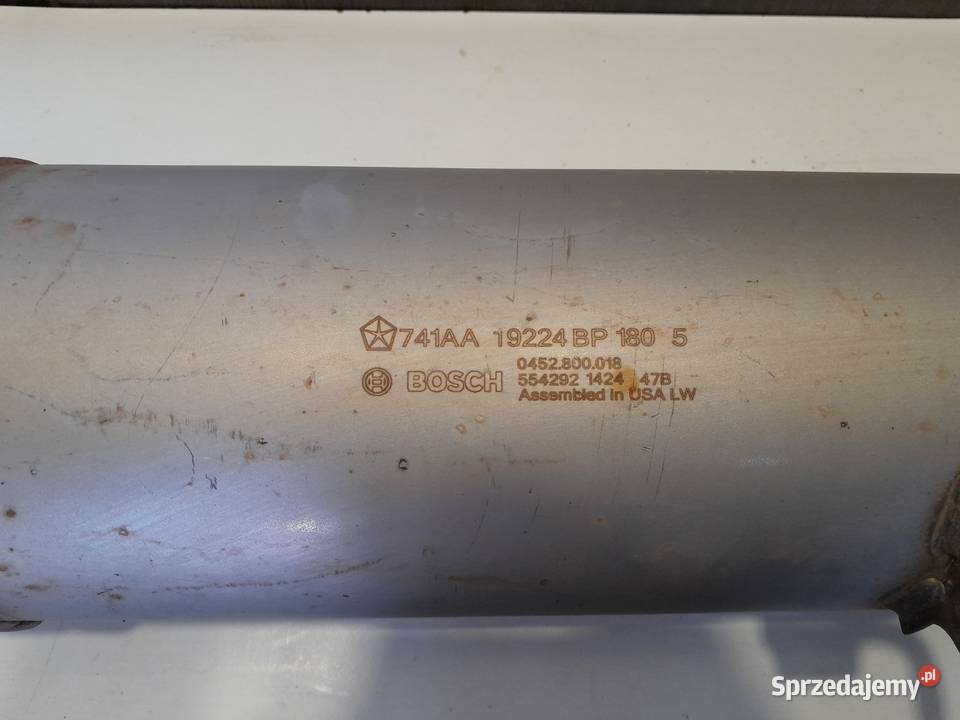 741AA 19224 BP 180 5
0452.800.018
BOSCH 554292 1424 47B
Assembled in USA LW
Sprzedajemy.pl